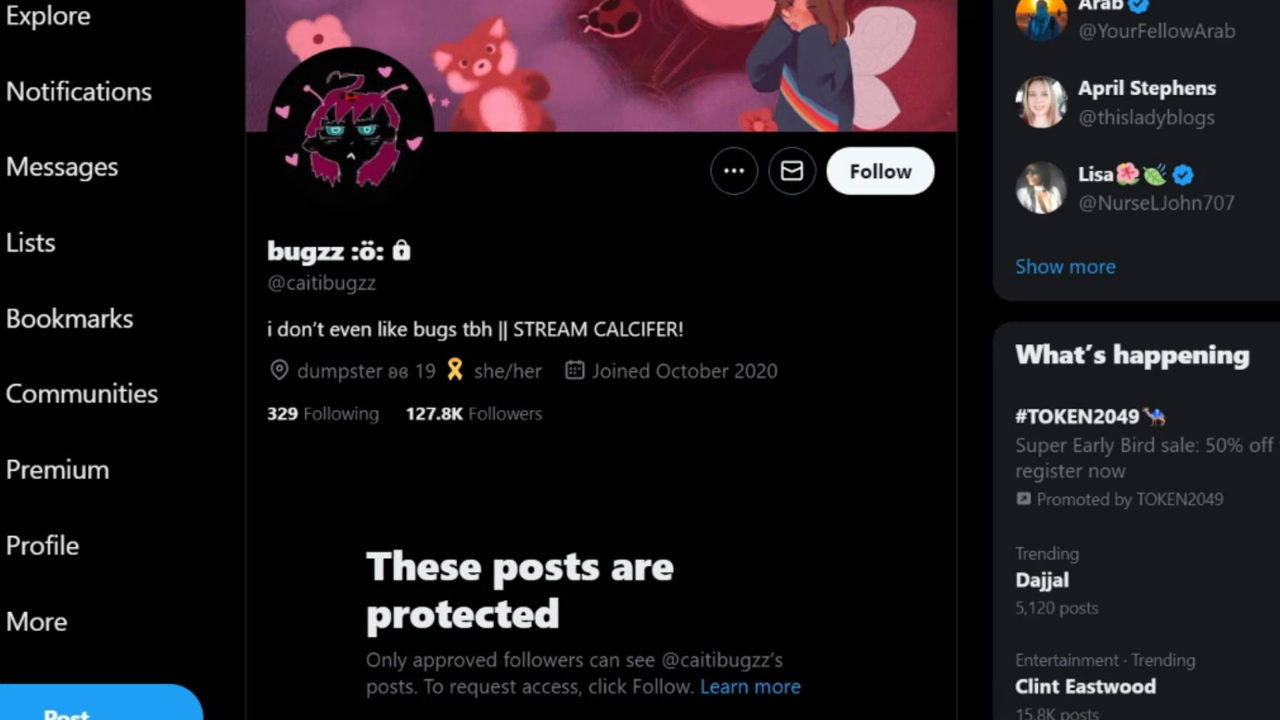 Explore
Notifications
Messages
Lists
Bookmarks
Communities
Premium
Profile
More
Post
Follow
bugzz :ö:
@caitibugzz
i don't even like bugs tbh || STREAM CALCIFER!
dumpster ʚɞ 19 🎗 she/her Joined October 2020
329 Following 127.8K Followers
These posts are
protected
Only approved followers can see @caitibugzz's
posts. To request access, click Follow. Learn more
Arab
@YourFellowArab
April Stephens
@thisladyblogs
Lisa🌺🍃
@NurseLJohn707
Show more
What's happening
#TOKEN2049🐪
Super Early Bird sale: 50% off
register now
Promoted by TOKEN2049
Trending
Dajjal
5,120 posts
Entertainment · Trending
Clint Eastwood
15.8K posts